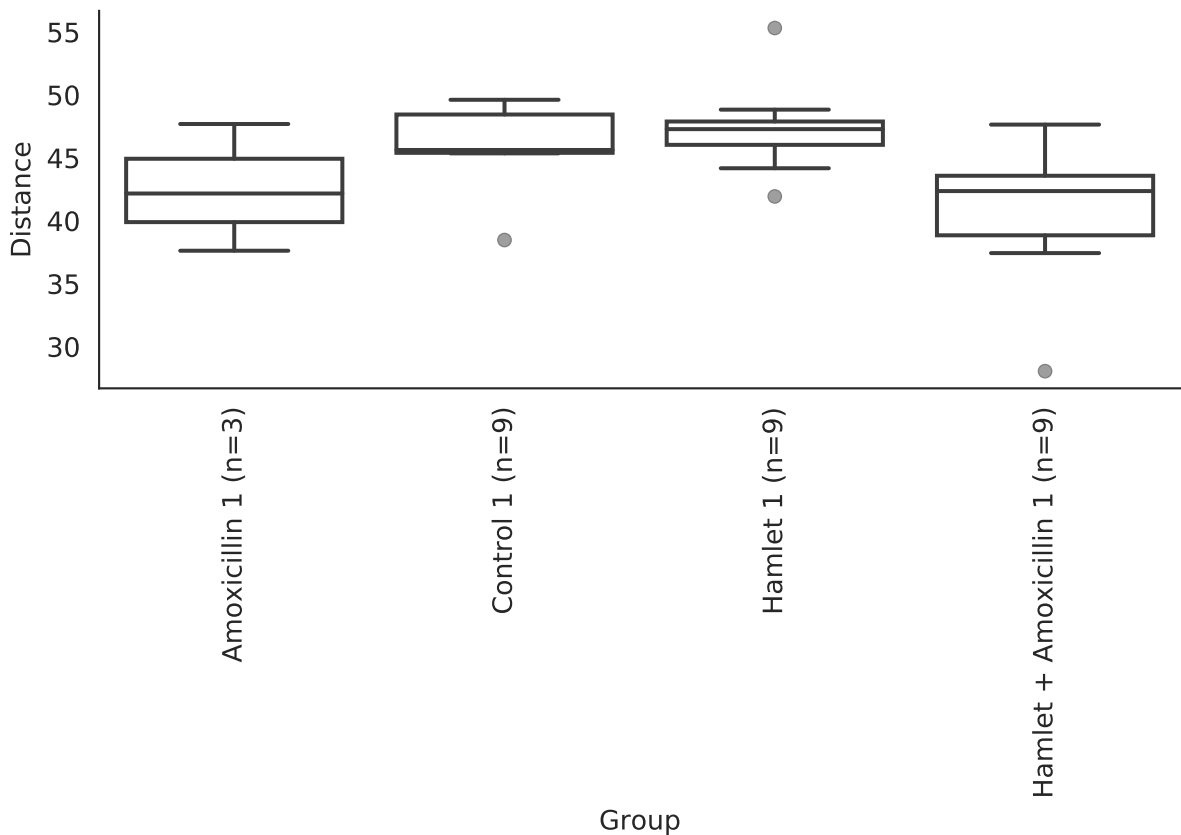 55
50
45
40
35
30
Distance
Amoxicillin 1 (n=3)
Control 1 (n=9)
Hamlet 1 (n=9)
Hamlet + Amoxicillin 1 (n=9)
Group